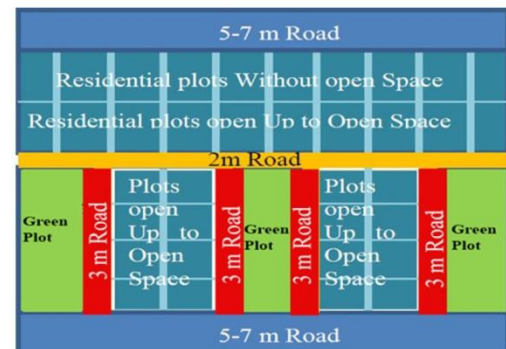 5-7 m Road
Residential plots Without open Space
Residential plots open Up to Open Space
2m Road
Green
Plot
3 m Road
Plots
open
Up to
Open
Space
3 m Road
Green
Plot
3 m Road
Plots
open
Up to
Open
Space
3 m Road
Green
Plot
5-7 m Road